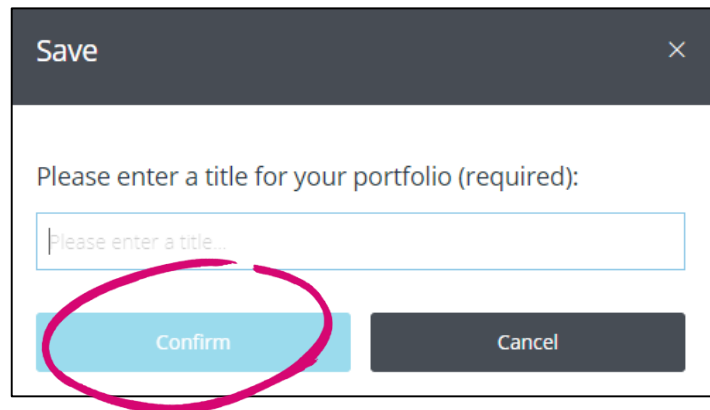 Save
Please enter a title for your portfolio (required):
Please enter a title...
Confirm
Cancel